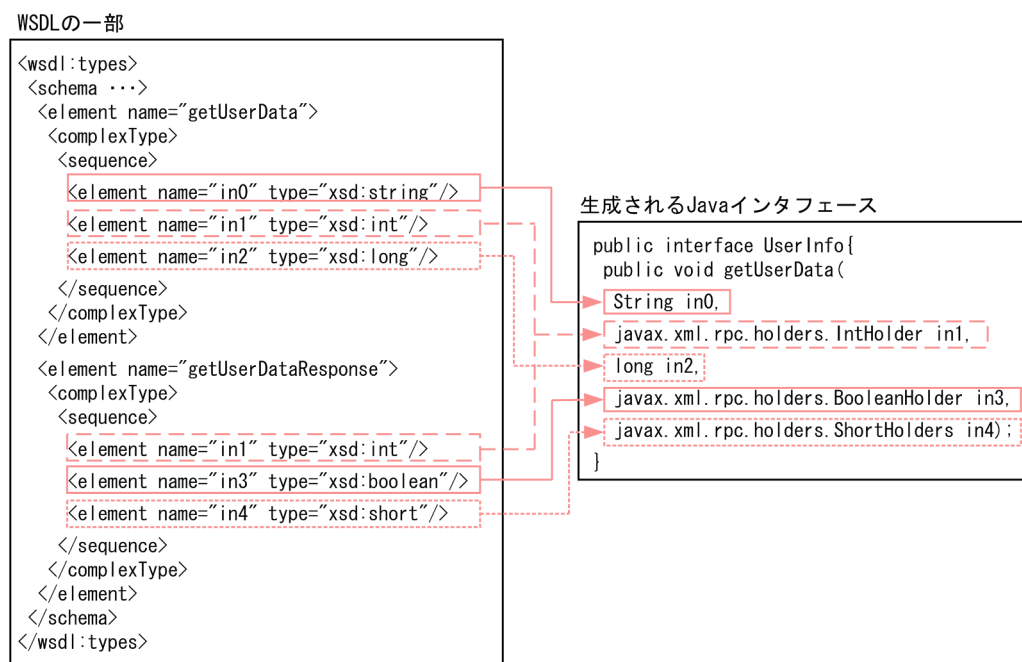 WSDLの一部
<wsdl:types>
<schema ･･･>
<element name="getUserData">
<complexType>
<sequence>
<element name="in0" type="xsd:string"/>
<element name="in1" type="xsd:int"/>
<element name="in2" type="xsd:long"/>
</sequence>
</complexType>
</element>
<element name="getUserDataResponse">
<complexType>
<sequence>
<element name="in1" type="xsd:int"/>
<element name="in3" type="xsd:boolean"/>
<element name="in4" type="xsd:short"/>
</sequence>
</complexType>
</element>
</schema>
</wsdl:types>
生成されるJavaインタフェース
public interface UserInfo{
public void getUserData(
String in0,
javax.xml.rpc.holders.IntHolder in1,
long in2,
javax.xml.rpc.holders.BooleanHolder in3,
javax.xml.rpc.holders.ShortHolders in4);
}